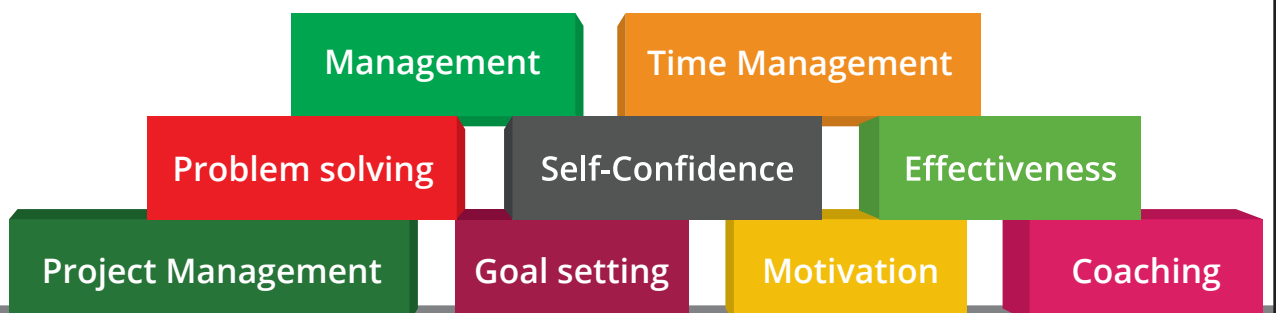 Management
Time Management
Problem solving
Self-Confidence
Effectiveness
Project Management
Goal setting
Motivation
Coaching